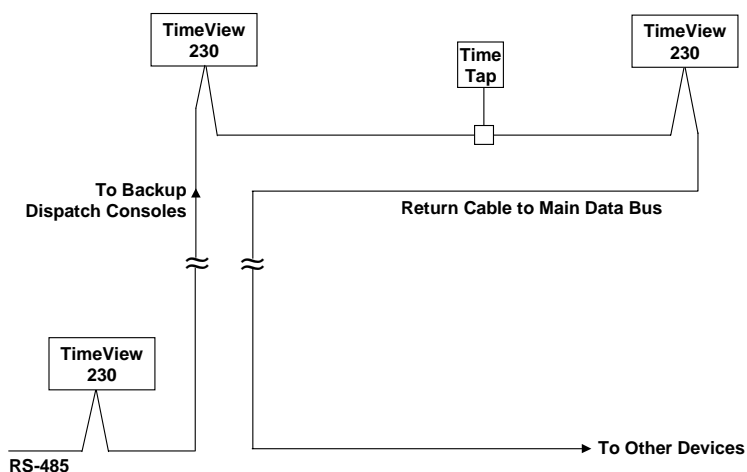 TimeView
230
TimeView
230
Time
Tap
To Backup
Dispatch Consoles
Return Cable to Main Data Bus
TimeView
230
To Other Devices
RS-485